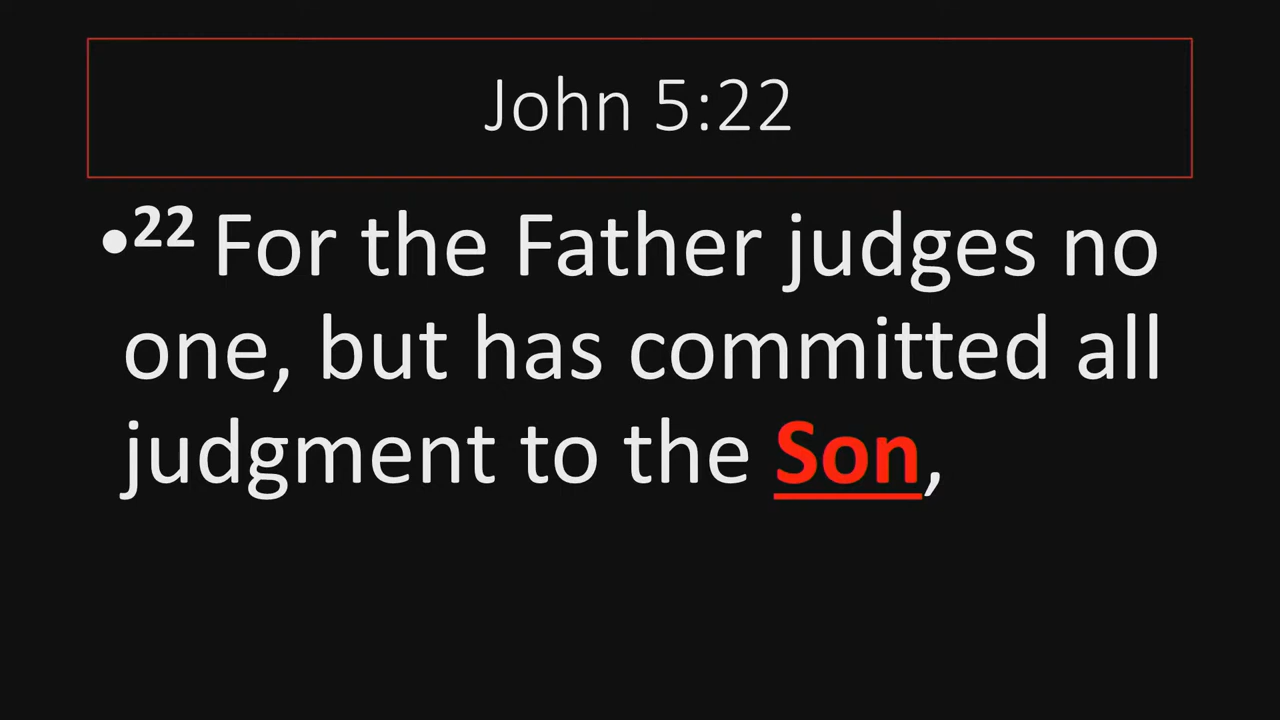 John 5:22
•22 For the Father judges no
one, but has committed all
judgment to the Son,